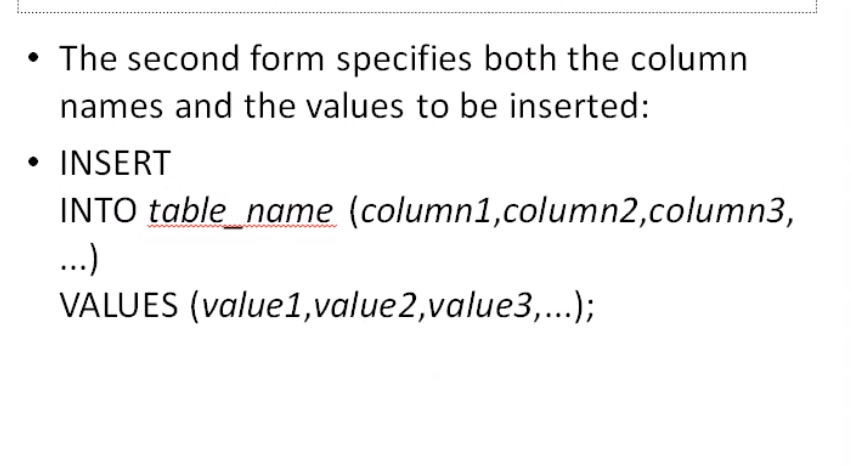 • The second form specifies both the column
names and the values to be inserted:
• INSERT
INTO table_name (column1,column2,column3,
...)
VALUES (value1,value2,value3,...);